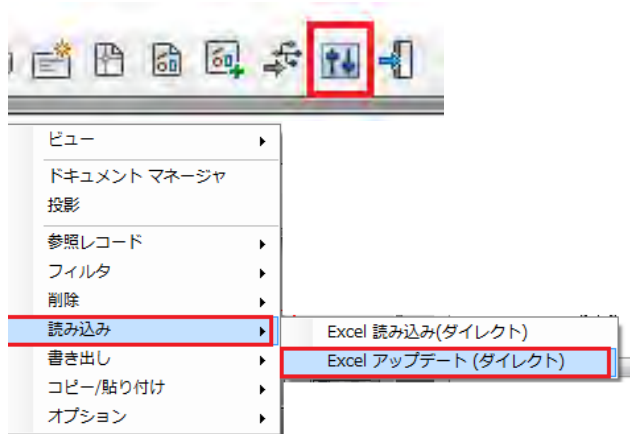 ビュー
ドキュメント マネージャ
投影
参照レコード
フィルタ
削除
読み込み
Excel 読み込み(ダイレクト)
書き出し
Excel アップデート (ダイレクト)
コピー/貼り付け
オプション